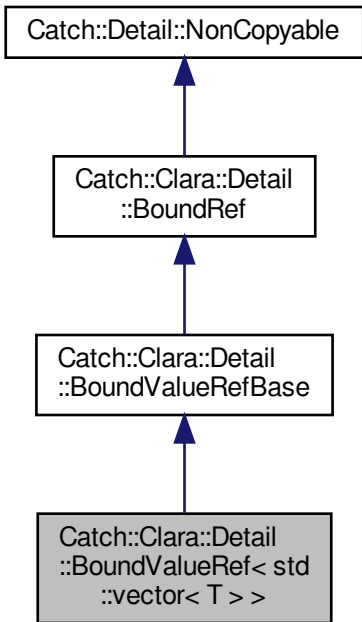 Catch::Detail::NonCopyable
Catch::Clara::Detail
::BoundRef
Catch::Clara::Detail
::BoundValueRefBase
Catch::Clara::Detail
::BoundValueRef< std
::vector< T > >